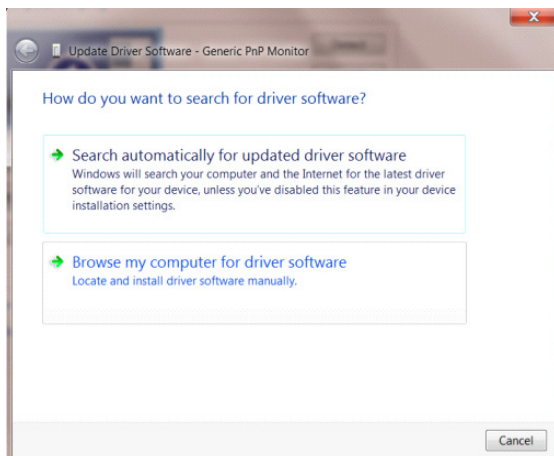 Update Driver Software - Generic PnP Monitor
How do you want to search for driver software?
Search automatically for updated driver software
Windows will search your computer and the Internet for the latest driver
software for your device, unless you've disabled this feature in your device
installation settings.
Browse my computer for driver software
Locate and install driver software manually.
Cancel